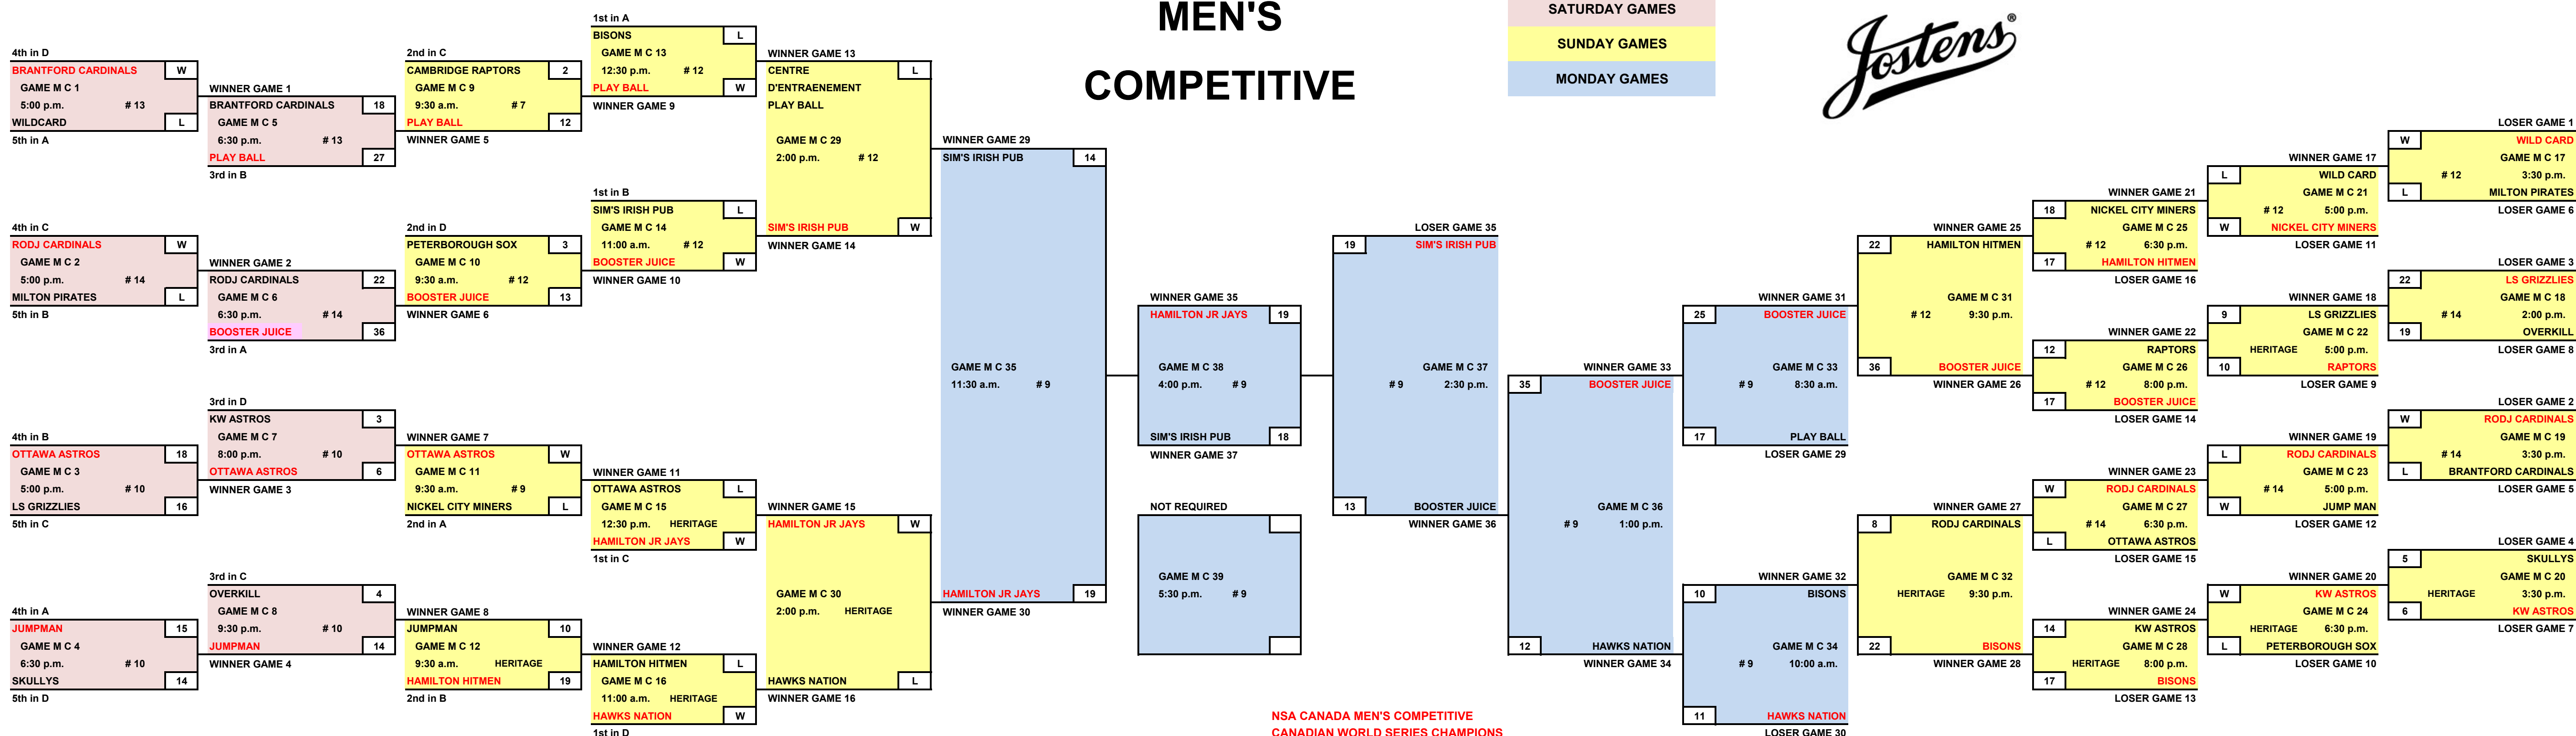 MEN'S
COMPETITIVE
SATURDAY GAMES
SUNDAY GAMES
MONDAY GAMES
Jostens®
4th in D
BRANTFORD CARDINALS W
GAME M C 1
5:00 p.m. # 13
WILDCARD L
5th in A
4th in C
RODJ CARDINALS W
GAME M C 2
5:00 p.m. # 14
MILTON PIRATES L
5th in B
4th in B
OTTAWA ASTROS 18
GAME M C 3
5:00 p.m. # 10
LS GRIZZLIES 16
5th in C
4th in A
JUMPMAN 15
GAME M C 4
6:30 p.m. # 10
SKULLYS 14
5th in D
WINNER GAME 1
BRANTFORD CARDINALS 18
GAME M C 5
6:30 p.m. # 13
PLAY BALL 27
3rd in B
WINNER GAME 2
RODJ CARDINALS 22
GAME M C 6
6:30 p.m. # 14
BOOSTER JUICE 36
3rd in A
3rd in D
KW ASTROS 3
GAME M C 7
8:00 p.m. # 10
OTTAWA ASTROS 6
WINNER GAME 3
3rd in C
OVERKILL 4
GAME M C 8
9:30 p.m. # 10
JUMPMAN 14
WINNER GAME 4
2nd in C
CAMBRIDGE RAPTORS 2
GAME M C 9
9:30 a.m. # 7
PLAY BALL 12
WINNER GAME 5
2nd in D
PETERBOROUGH SOX 3
GAME M C 10
9:30 a.m. # 12
BOOSTER JUICE 13
WINNER GAME 6
WINNER GAME 7
OTTAWA ASTROS W
GAME M C 11
9:30 a.m. # 9
NICKEL CITY MINERS L
2nd in A
WINNER GAME 8
JUMPMAN 10
GAME M C 12
9:30 a.m. HERITAGE
HAMILTON HITMEN 19
2nd in B
1st in A
BISONS L
GAME M C 13
12:30 p.m. # 12
PLAY BALL W
WINNER GAME 9
1st in B
SIM'S IRISH PUB L
GAME M C 14
11:00 a.m. # 12
BOOSTER JUICE W
WINNER GAME 10
WINNER GAME 11
OTTAWA ASTROS L
GAME M C 15
12:30 p.m. HERITAGE
HAMILTON JR JAYS W
1st in C
WINNER GAME 12
HAMILTON HITMEN L
GAME M C 16
11:00 a.m. HERITAGE
HAWKS NATION W
1st in D
WINNER GAME 13
CENTRE L
D'ENTRAENEMENT
PLAY BALL
GAME M C 29
2:00 p.m. # 12
SIM'S IRISH PUB W
WINNER GAME 14
WINNER GAME 15
HAMILTON JR JAYS W
GAME M C 30
2:00 p.m. HERITAGE
HAWKS NATION L
WINNER GAME 16
WINNER GAME 29
SIM'S IRISH PUB 14
GAME M C 35
11:30 a.m. # 9
HAMILTON JR JAYS 19
WINNER GAME 30
WINNER GAME 35
HAMILTON JR JAYS 19
GAME M C 38
4:00 p.m. # 9
SIM'S IRISH PUB 18
WINNER GAME 37
NOT REQUIRED
GAME M C 39
5:30 p.m. # 9
NSA CANADA MEN'S COMPETITIVE
CANADIAN WORLD SERIES CHAMPIONS
LOSER GAME 35
19 SIM'S IRISH PUB
GAME M C 37
# 9 2:30 p.m.
13 BOOSTER JUICE
WINNER GAME 36
WINNER GAME 33
35 BOOSTER JUICE
GAME M C 36
# 9 1:00 p.m.
12 HAWKS NATION
WINNER GAME 34
WINNER GAME 31
25 BOOSTER JUICE
GAME M C 33
# 9 8:30 a.m.
17 PLAY BALL
LOSER GAME 29
WINNER GAME 32
10 BISONS
GAME M C 34
# 9 10:00 a.m.
11 HAWKS NATION
LOSER GAME 30
WINNER GAME 25
22 HAMILTON HITMEN
GAME M C 31
# 12 9:30 p.m.
36 BOOSTER JUICE
WINNER GAME 26
WINNER GAME 27
8 RODJ CARDINALS
GAME M C 32
HERITAGE 9:30 p.m.
22 BISONS
WINNER GAME 28
WINNER GAME 21
18 NICKEL CITY MINERS
GAME M C 25
# 12 6:30 p.m.
17 HAMILTON HITMEN
LOSER GAME 16
WINNER GAME 22
12 RAPTORS
GAME M C 26
# 12 8:00 p.m.
17 BOOSTER JUICE
LOSER GAME 14
WINNER GAME 23
W RODJ CARDINALS
GAME M C 27
# 14 6:30 p.m.
L OTTAWA ASTROS
LOSER GAME 15
WINNER GAME 24
14 KW ASTROS
GAME M C 28
HERITAGE 8:00 p.m.
17 BISONS
LOSER GAME 13
WINNER GAME 17
L WILD CARD
GAME M C 21
# 12 5:00 p.m.
W NICKEL CITY MINERS
LOSER GAME 11
WINNER GAME 18
9 LS GRIZZLIES
GAME M C 22
HERITAGE 5:00 p.m.
10 RAPTORS
LOSER GAME 9
WINNER GAME 19
L RODJ CARDINALS
GAME M C 23
# 14 5:00 p.m.
W JUMP MAN
LOSER GAME 12
WINNER GAME 20
W KW ASTROS
GAME M C 24
HERITAGE 6:30 p.m.
L PETERBOROUGH SOX
LOSER GAME 10
LOSER GAME 1
W WILD CARD
GAME M C 17
# 12 3:30 p.m.
L MILTON PIRATES
LOSER GAME 6
LOSER GAME 3
22 LS GRIZZLIES
GAME M C 18
# 14 2:00 p.m.
19 OVERKILL
LOSER GAME 8
LOSER GAME 2
W RODJ CARDINALS
GAME M C 19
# 14 3:30 p.m.
L BRANTFORD CARDINALS
LOSER GAME 5
LOSER GAME 4
5 SKULLYS
GAME M C 20
HERITAGE 3:30 p.m.
6 KW ASTROS
LOSER GAME 7